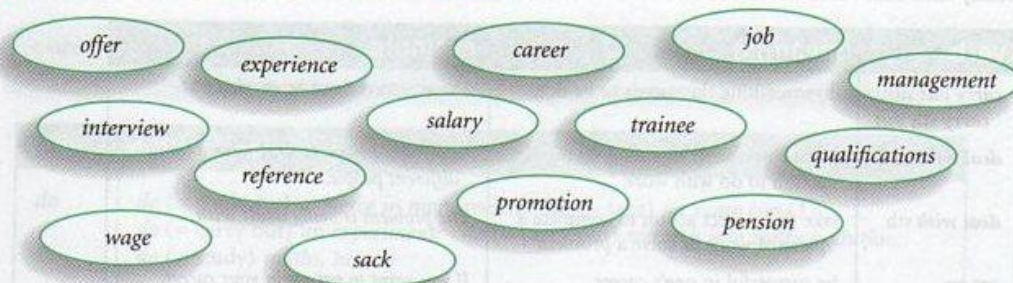 offer
experience
career
job
management
interview
salary
trainee
qualifications
reference
promotion
pension
wage
sack